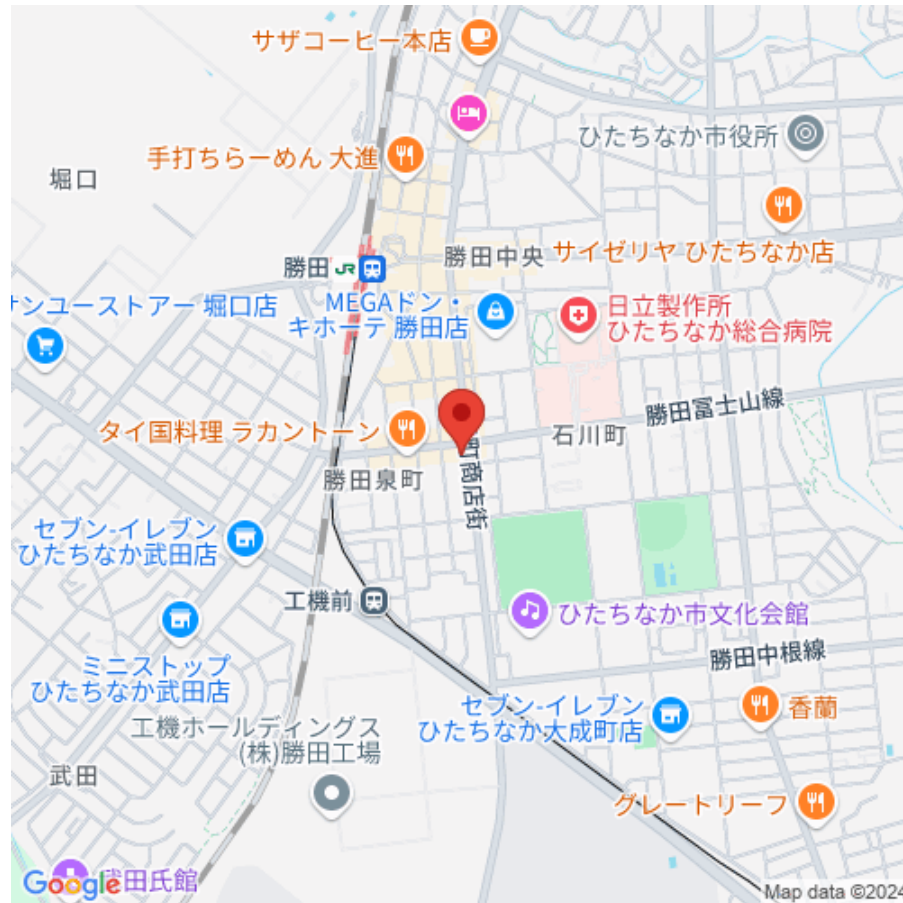 サザコーヒー本店
ひたちなか市役所
手打ちらーめん 大進
堀口
サイゼリヤ ひたちなか店
勝田中央
勝田
JR
MEGAドン・
キホーテ 勝田店
日立製作所
ひたちなか総合病院
サンユーストアー 堀口店
勝田冨士山線
タイ国料理 ラカントーン
石川町
勝田泉町
町商店街
セブン-イレブン
ひたちなか武田店
工機前
ひたちなか市文化会館
ミニストップ
ひたちなか武田店
勝田中根線
セブン-イレブン
ひたちなか大成町店
香蘭
工機ホールディングス
(株)勝田工場
武田
グレートリーフ
武田氏館
Google
Map data ©2024